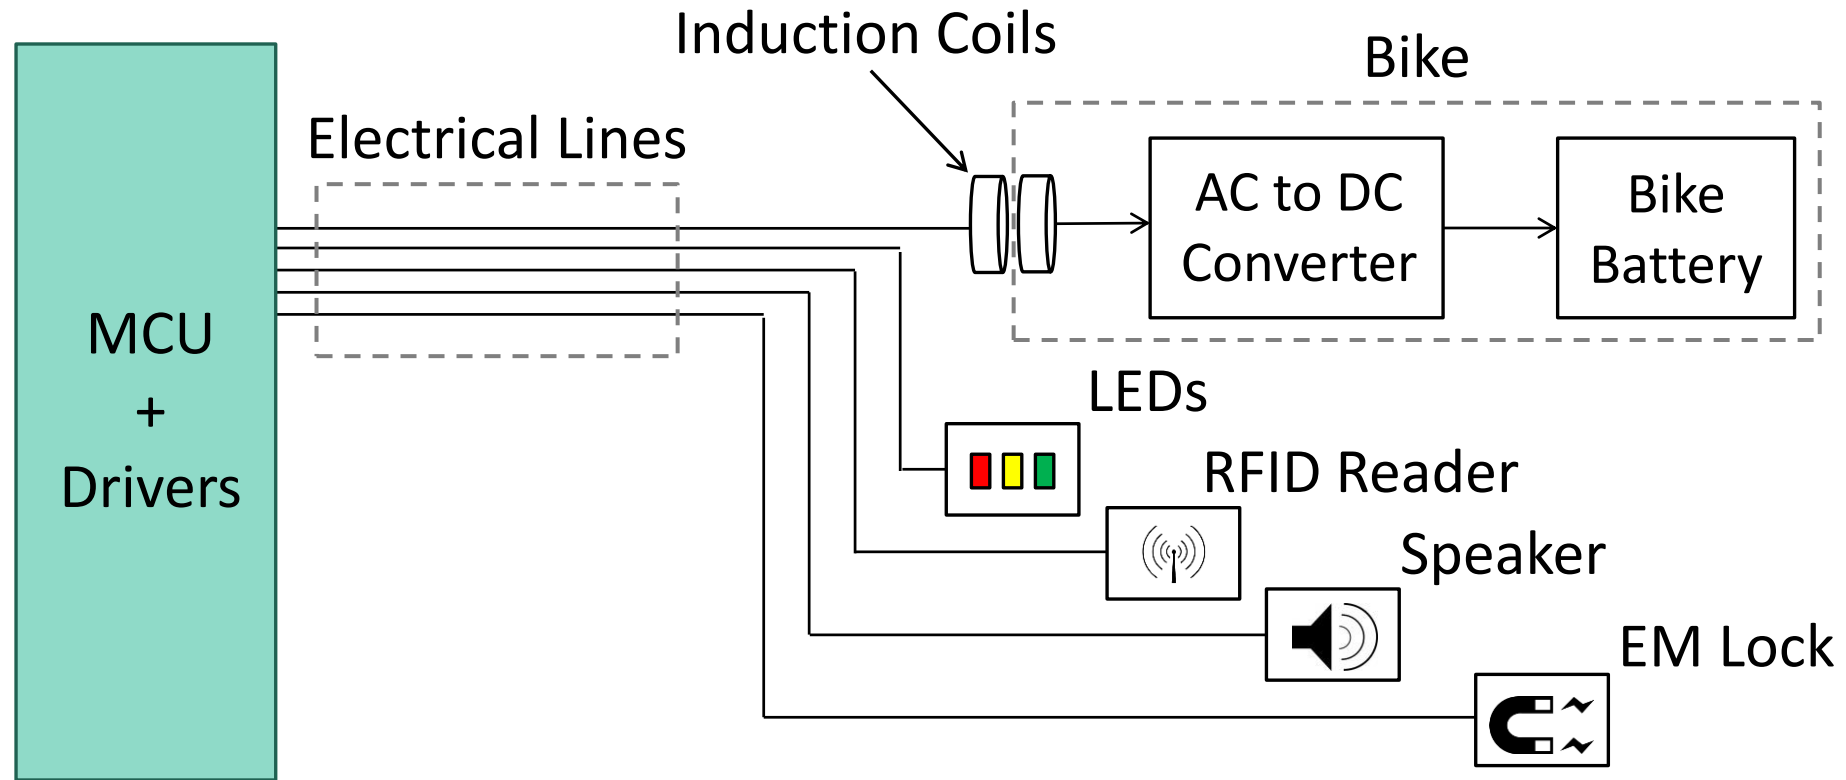 Induction Coils
Bike
Electrical Lines
AC to DC
Converter
Bike
Battery
MCU
+
Drivers
LEDs
RFID Reader
Speaker
EM Lock